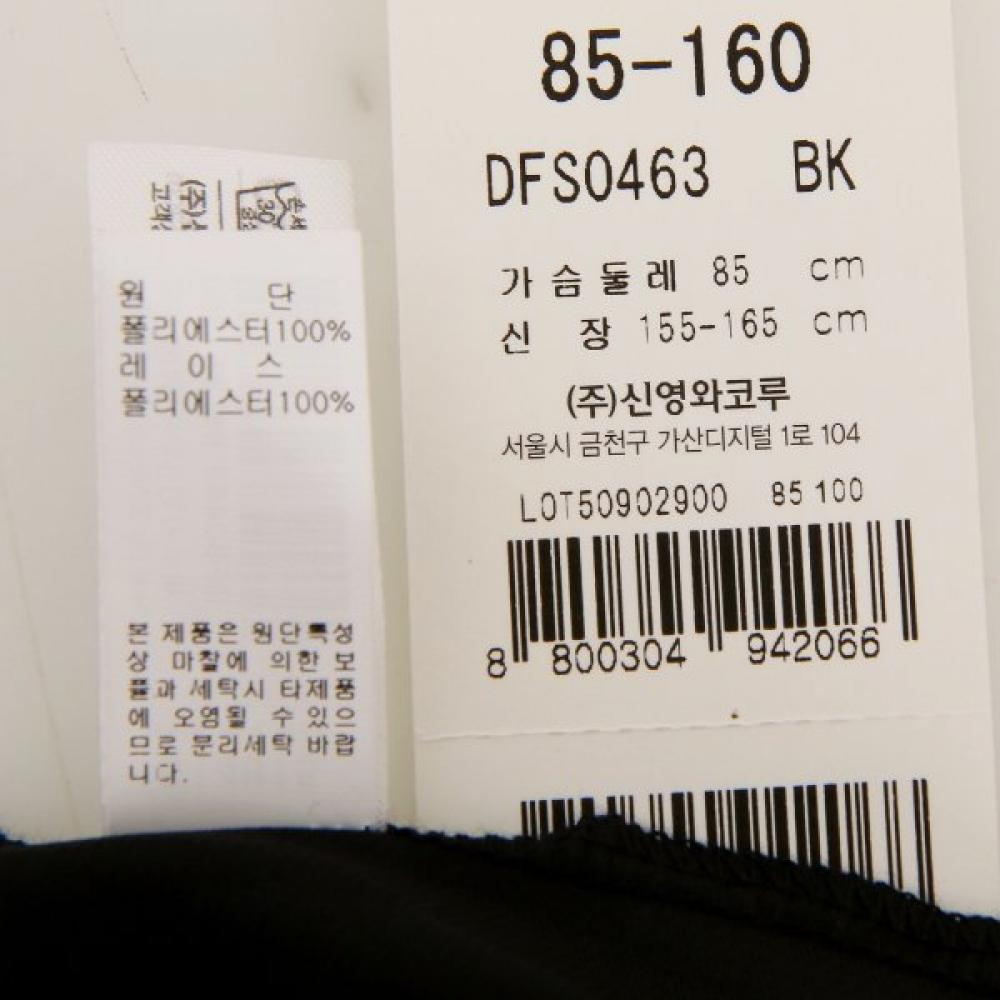 85-160
DFS0463 BK
가슴둘레 85 cm
신 장 155-165 cm
(주)신영와코루
서울시 금천구 가산디지털 1로 104
LOT50902900 85 100
8 800304 942066
원 단
폴리에스터100%
레 이 스
폴리에스터100%
본 제품은 원단특성
상 마찰에 의한 보
플과 세탁시 타제품
에 오염될 수 있으
므로 분리세탁 바랍
니다.
30
(주)
고객